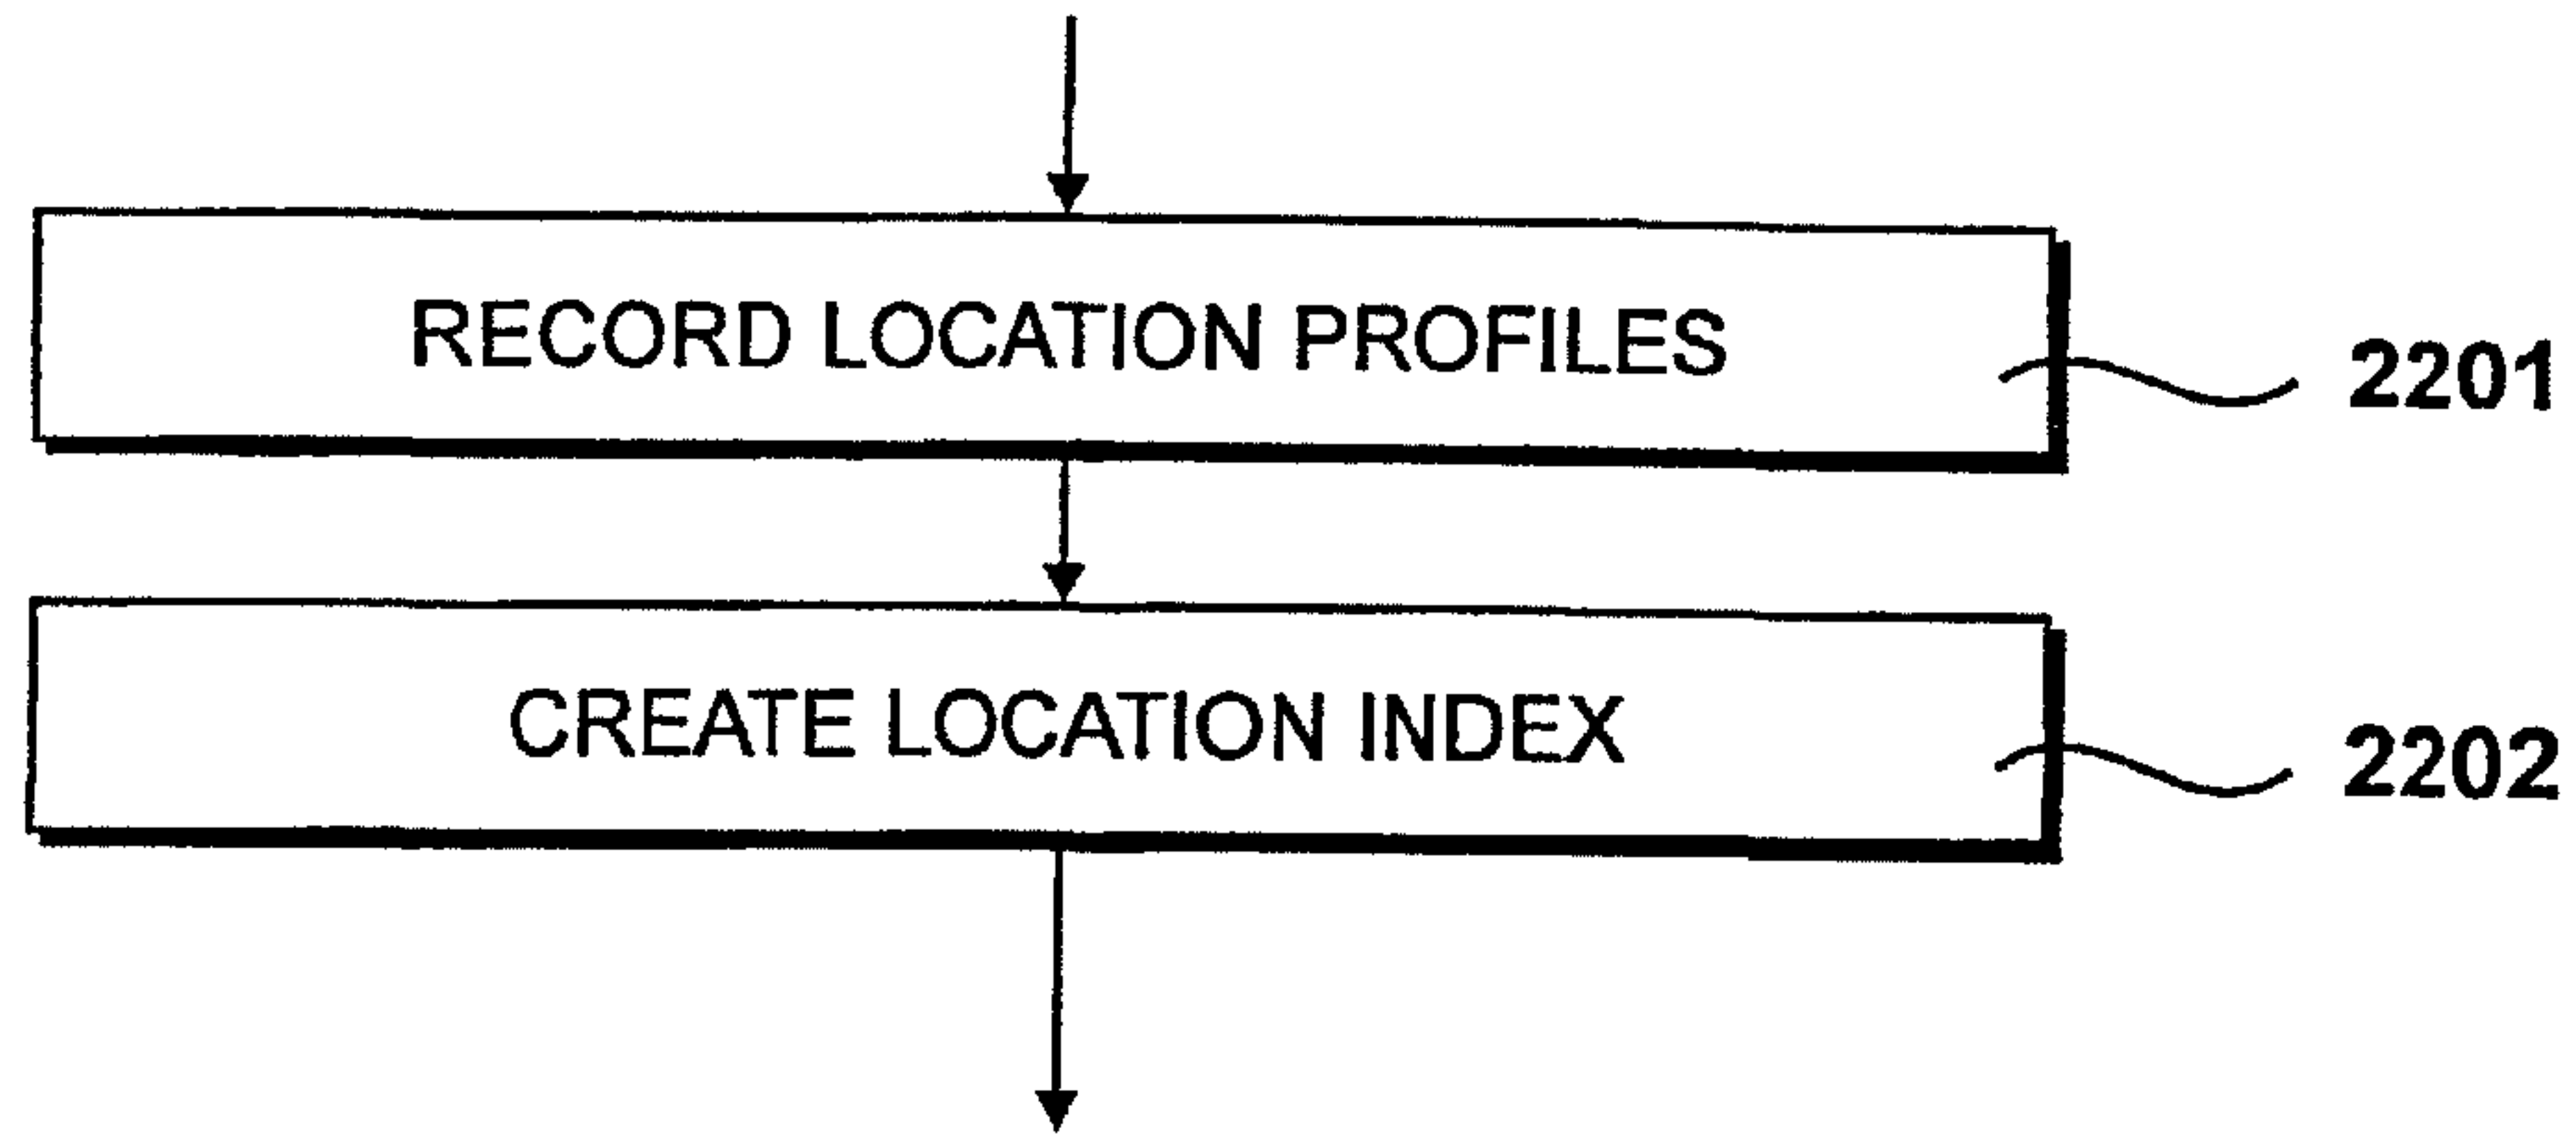 RECORD LOCATION PROFILES
2201
CREATE LOCATION INDEX
2202